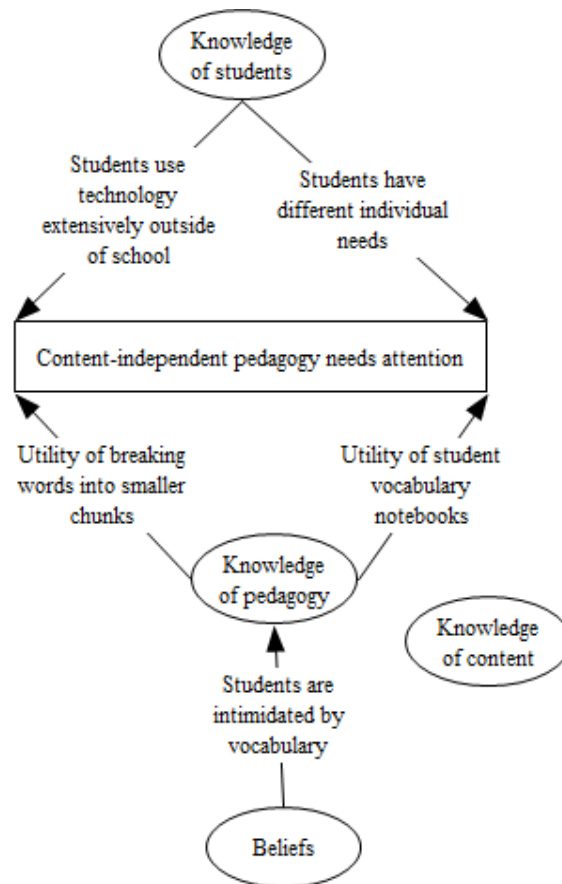 Knowledge
of students
Students use
technology
extensively outside
of school
Students have
different individual
needs
Content-independent pedagogy needs attention
Utility of breaking
words into smaller
chunks
Utility of student
vocabulary
notebooks
Knowledge
of pedagogy
Knowledge
of content
Students are
intimidated by
vocabulary
Beliefs